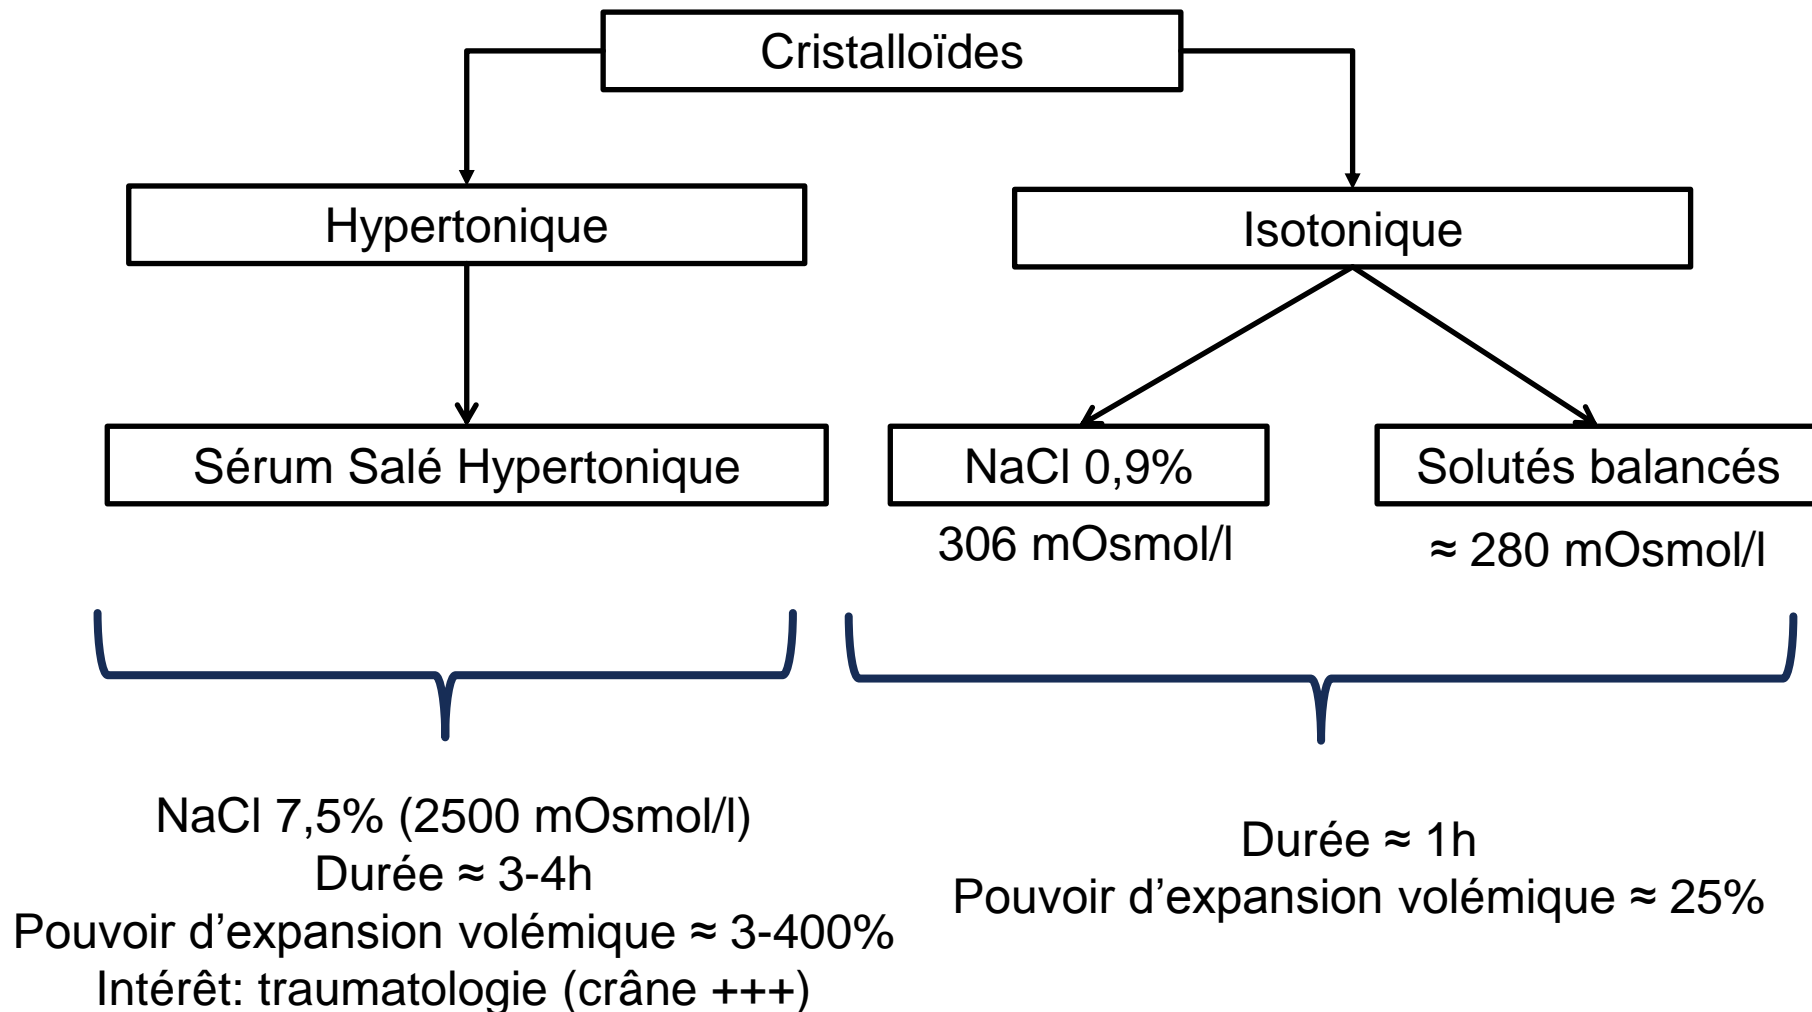 Cristalloïdes
Hypertonique
Isotonique
Sérum Salé Hypertonique
NaCl 0,9%
Solutés balancés
306 mOsmol/l
≈ 280 mOsmol/l
NaCl 7,5% (2500 mOsmol/l)
Durée ≈ 3-4h
Pouvoir d’expansion volémique ≈ 3-400%
Intérêt: traumatologie (crâne +++)
Durée ≈ 1h
Pouvoir d’expansion volémique ≈ 25%